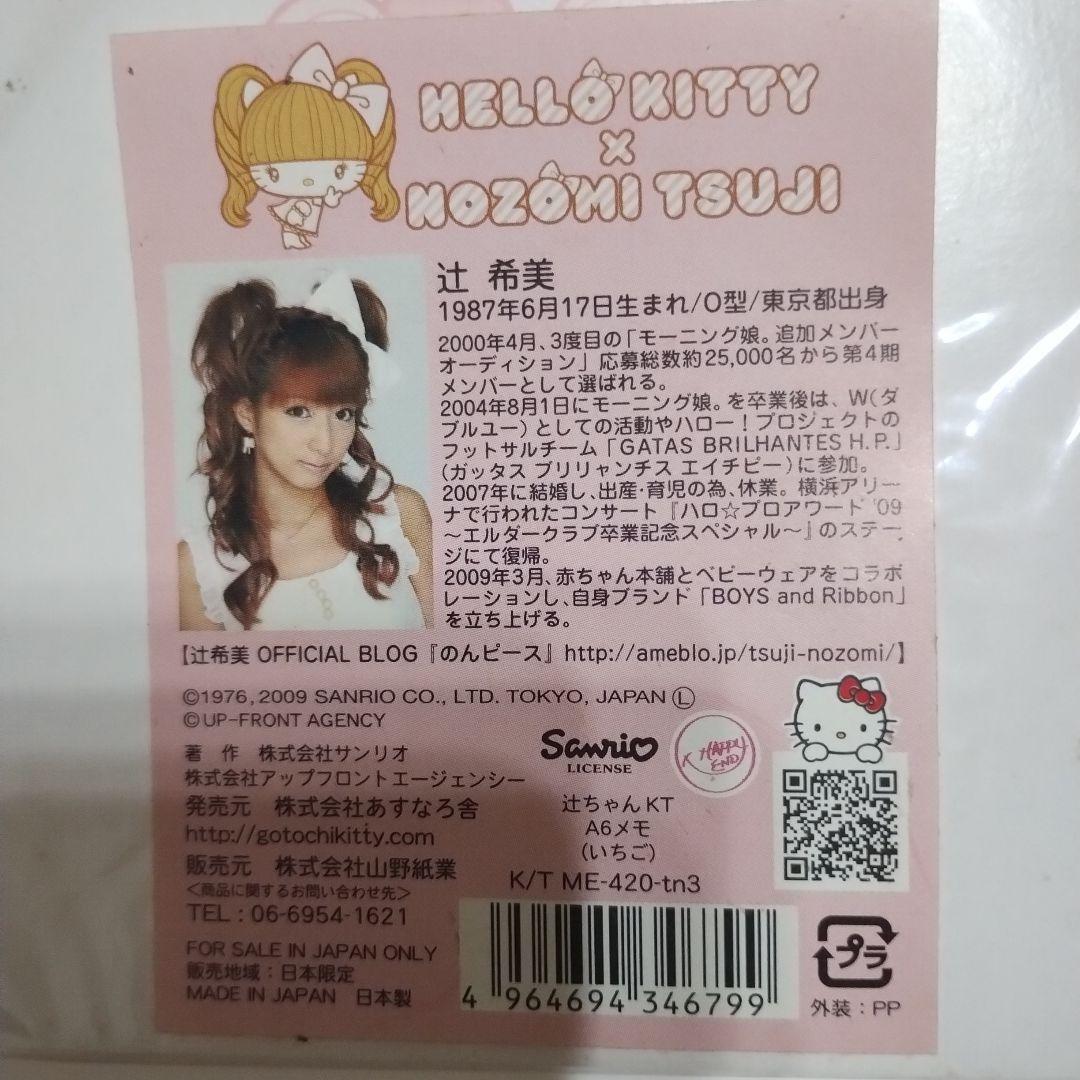 HELLO KITTY
×
NOZOMI TSUJI
辻 希美
1987年6月17日生まれ/O型/東京都出身
2000年4月、3度目の「モーニング娘。追加メンバー
オーディション」応募総数約25,000名から第4期
メンバーとして選ばれる。
2004年8月1日にモーニング娘。を卒業後は、W(ダ
ブルユー)としての活動やハロー！プロジェクトの
フットサルチーム「GATAS BRILHANTES H.P.」
(ガッタス ブリリャンチス エイチピー)に参加。
2007年に結婚し、出産・育児の為、休業。横浜アリー
ナで行われたコンサート『ハロ☆プロアワード '09
～エルダークラブ卒業記念スペシャル～』のステー
ジにて復帰。
2009年3月、赤ちゃん本舗とベビーウェアをコラボ
レーションし、自身ブランド「BOYS and Ribbon」
を立ち上げる。
【辻希美 OFFICIAL BLOG『のんピース』http://ameblo.jp/tsuji-nozomi/】
©1976, 2009 SANRIO CO., LTD. TOKYO, JAPAN Ⓛ
©UP-FRONT AGENCY
著 作 株式会社サンリオ
株式会社アップフロントエージェンシー
発売元 株式会社あすなろ舎
http://gotochikitty.com
販売元 株式会社山野紙業
＜商品に関するお問い合わせ先＞
TEL：06-6954-1621
FOR SALE IN JAPAN ONLY
販売地域：日本限定
MADE IN JAPAN 日本製
Sanrio
LICENSE
K HAPPY
END
辻ちゃんKT
A6メモ
(いちご)
K/T ME-420-tn3
4 964694 346799
プラ
外装：PP